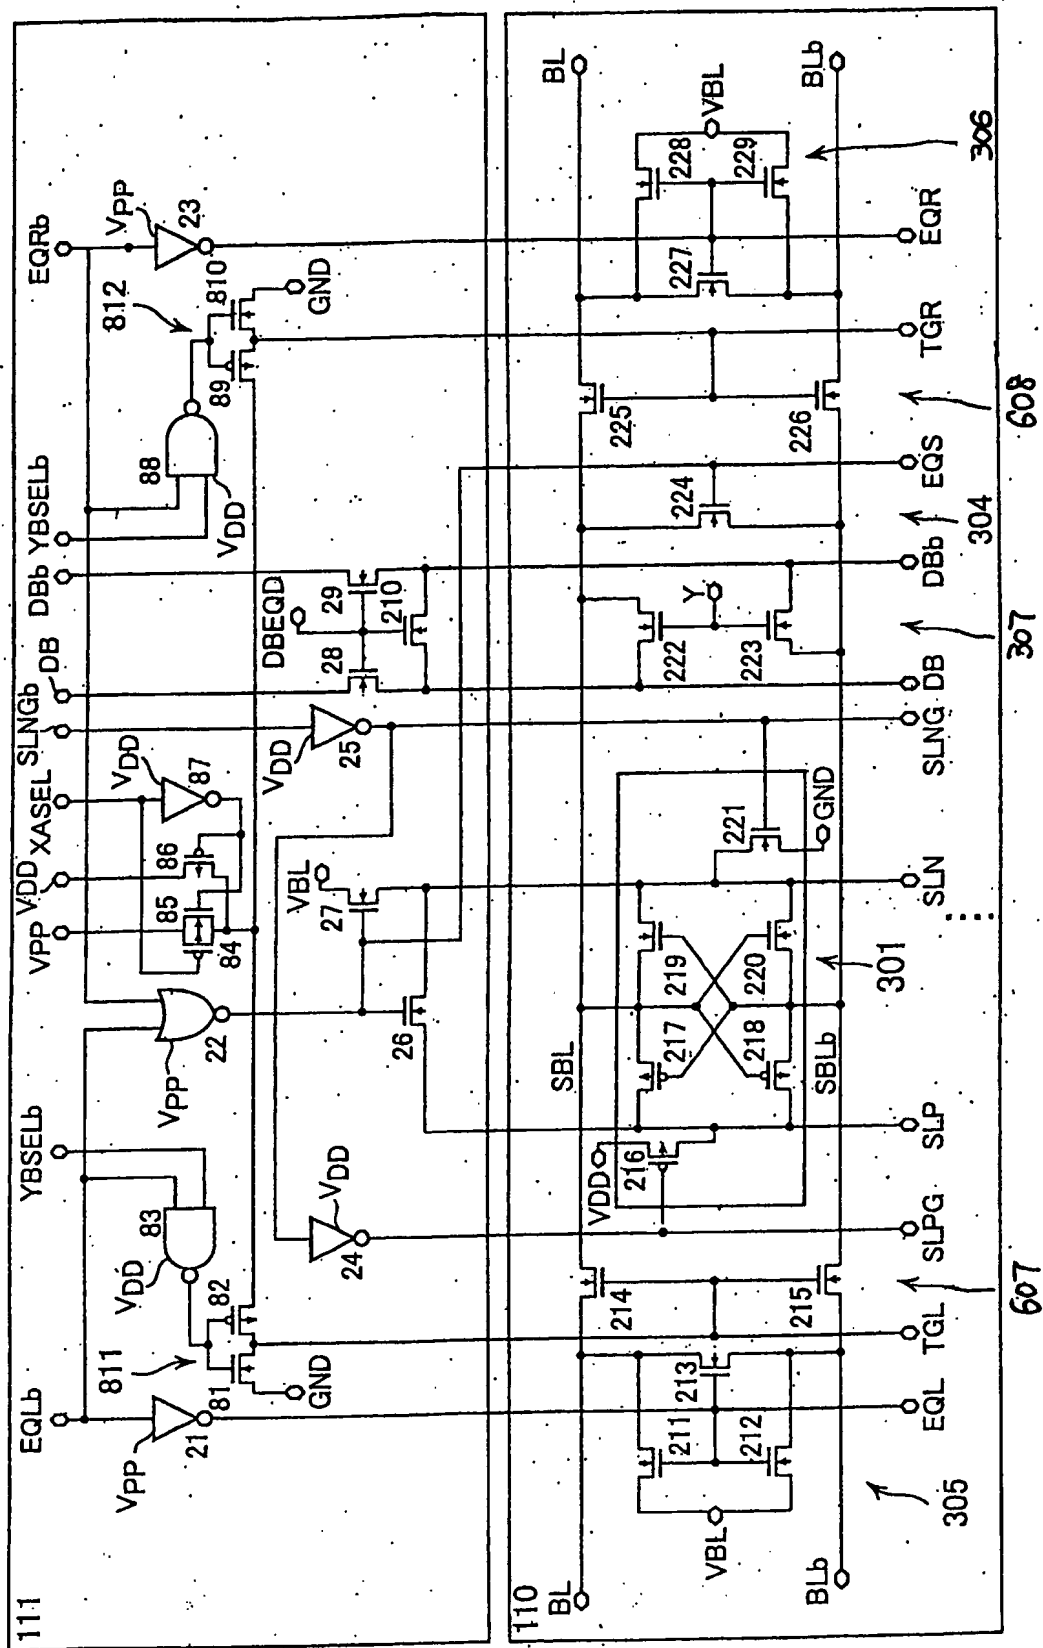 111
EQLb
YBSELb
VPP
VDD
XASEL
SLNGb
DB
DBb
YBSELb
EQRb
VPP
21
811
81
82
GND
VDD
83
VPP
22
84
85
86
87
VDD
VDD
25
DBEQD
28
29
210
VDD
88
812
89
810
GND
VPP
23
24
VDD
26
27
VBL
110
BL
BLb
VBL
211
212
213
305
EQL
TGL
214
215
607
SLPG
SLP
VDD
216
SBL
SBLb
217
218
219
220
301
SLN
221
GND
SLNG
DB
222
223
Y
307
DBb
224
304
EQS
225
226
608
TGR
227
EQR
228
229
VBL
306
BL
BLb